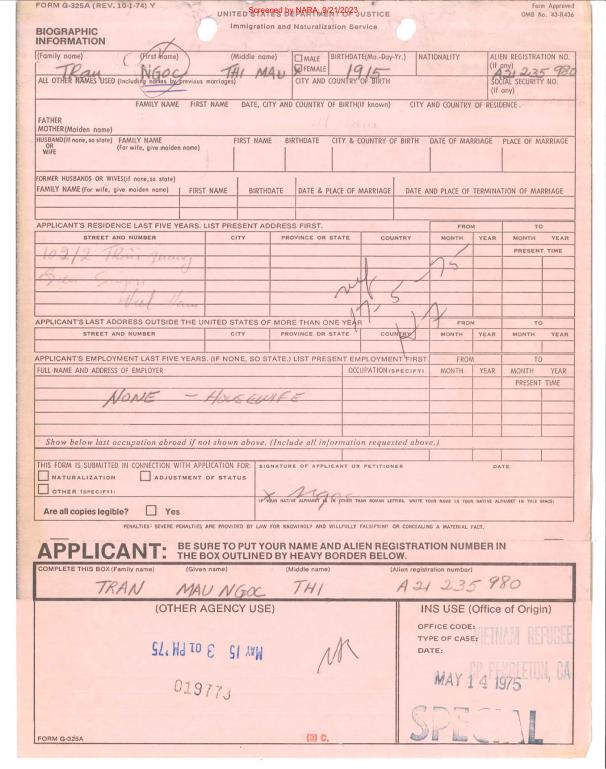 FORM G-325A (REV. 10-1-74) Y
Screened by NARA, 9/21/2023
Form Approved
OMB No. 43-R436
UNITED STATES DEPARTMENT OF JUSTICE
Immigration and Naturalization Service
BIOGRAPHIC
INFORMATION
(Family name) (First name) (Middle name) MALE FEMALE BIRTHDATE(Mo.-Day-Yr.) NATIONALITY ALIEN REGISTRATION NO. (If any)
Tran NGOC THI MAU X 1915 A21 235 980
ALL OTHER NAMES USED (Including names by previous marriages) CITY AND COUNTRY OF BIRTH SOCIAL SECURITY NO. (If any)
FAMILY NAME FIRST NAME DATE, CITY AND COUNTRY OF BIRTH(If known) CITY AND COUNTRY OF RESIDENCE.
FATHER
MOTHER(Maiden name)
HUSBAND(If none, so state) OR WIFE FAMILY NAME (For wife, give maiden name) FIRST NAME BIRTHDATE CITY & COUNTRY OF BIRTH DATE OF MARRIAGE PLACE OF MARRIAGE
FORMER HUSBANDS OR WIVES(if none,so state)
FAMILY NAME (For wife, give maiden name) FIRST NAME BIRTHDATE DATE & PLACE OF MARRIAGE DATE AND PLACE OF TERMINATION OF MARRIAGE
APPLICANT'S RESIDENCE LAST FIVE YEARS. LIST PRESENT ADDRESS FIRST. FROM TO
STREET AND NUMBER CITY PROVINCE OR STATE COUNTRY MONTH YEAR MONTH YEAR
PRESENT TIME
102/2
Viet Nam
17-5-75
APPLICANT'S LAST ADDRESS OUTSIDE THE UNITED STATES OF MORE THAN ONE YEAR FROM TO
STREET AND NUMBER CITY PROVINCE OR STATE COUNTRY MONTH YEAR MONTH YEAR
APPLICANT'S EMPLOYMENT LAST FIVE YEARS. (IF NONE, SO STATE.) LIST PRESENT EMPLOYMENT FIRST FROM TO
FULL NAME AND ADDRESS OF EMPLOYER OCCUPATION(SPECIFY) MONTH YEAR MONTH YEAR
PRESENT TIME
NONE - HOUSEWIFE
Show below last occupation abroad if not shown above. (Include all information requested above.)
THIS FORM IS SUBMITTED IN CONNECTION WITH APPLICATION FOR: SIGNATURE OF APPLICANT OR PETITIONER DATE
NATURALIZATION ADJUSTMENT OF STATUS
OTHER (SPECIFY):
x Ngoc
IF YOUR NATIVE ALPHABET IS IN OTHER THAN ROMAN LETTERS, WRITE YOUR NAME IN YOUR NATIVE ALPHABET IN THIS SPACE:
Are all copies legible? Yes
PENALTIES: SEVERE PENALTIES ARE PROVIDED BY LAW FOR KNOWINGLY AND WILLFULLY FALSIFYING OR CONCEALING A MATERIAL FACT.
APPLICANT: BE SURE TO PUT YOUR NAME AND ALIEN REGISTRATION NUMBER IN
THE BOX OUTLINED BY HEAVY BORDER BELOW.
COMPLETE THIS BOX (Family name) (Given name) (Middle name) (Alien registration number)
TRAN MAU NGOC THI A21 235 980
(OTHER AGENCY USE) INS USE (Office of Origin)
OFFICE CODE:
TYPE OF CASE: VIETNAM REFUGEE
DATE:
CP PENDLETON, CA
MAY 15 3 01 PM '75
MAY 14 1975
019773
SPECIAL
FORM G-325A
(3) C.